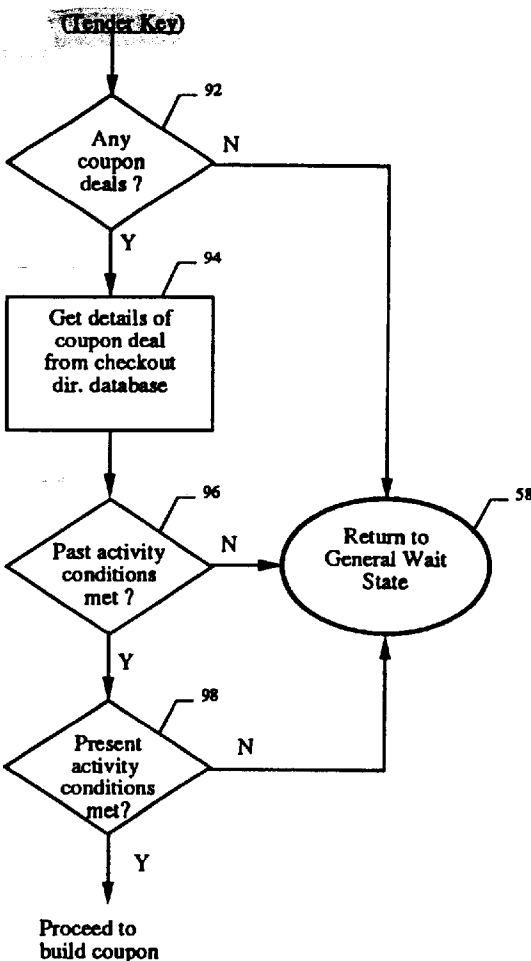 (Tender Key)
92
Any
coupon
deals ?
N
Y
94
Get details of
coupon deal
from checkout
dir. database
96
Past activity
conditions
met ?
N
58
Return to
General Wait
State
Y
98
Present
activity
conditions
met?
N
Y
Proceed to
build coupon